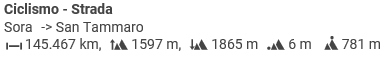 Ciclismo - Strada
Sora -> San Tammaro
145.467 km, 1597 m, 1865 m 6 m 781 m